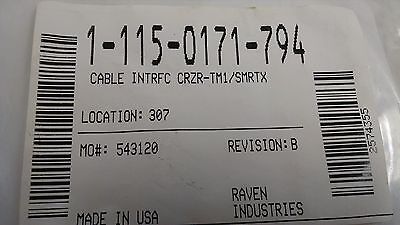 1-115-0171-794
CABLE INTRFC CRZR-TM1/SMRTX
LOCATION: 307
MO#: 543120
REVISION: B
2574355
MADE IN USA
RAVEN
INDUSTRIES